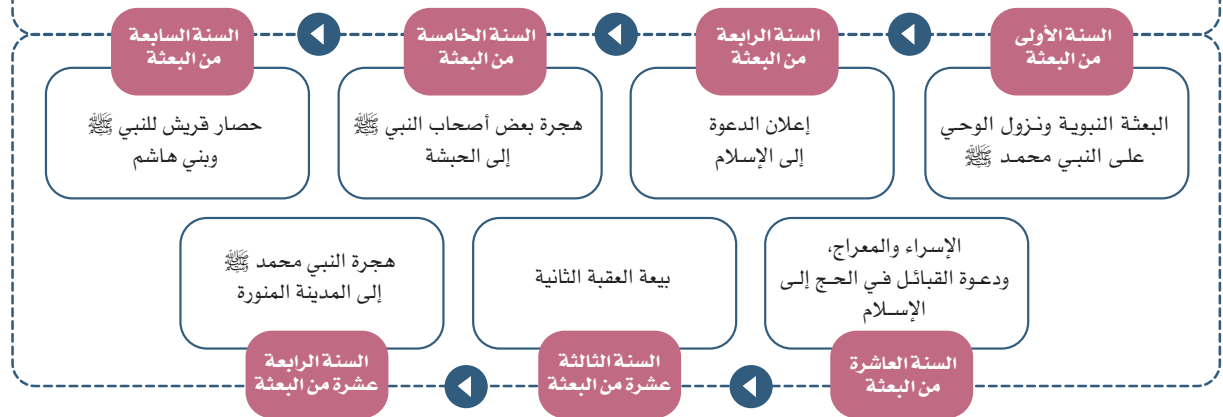 السنة الأولى
من البعثة
البعثة النبوية ونزول الوحي
على النبي محمد ﷺ
السنة الرابعة
من البعثة
إعلان الدعوة
إلى الإسلام
السنة الخامسة
من البعثة
هجرة بعض أصحاب النبي ﷺ
إلى الحبشة
السنة السابعة
من البعثة
حصار قريش للنبي ﷺ
وبني هاشم
الإسراء والمعراج،
ودعوة القبائل في الحج إلى
الإسلام
السنة العاشرة
من البعثة
بيعة العقبة الثانية
السنة الثالثة
عشرة من البعثة
هجرة النبي محمد ﷺ
إلى المدينة المنورة
السنة الرابعة
عشرة من البعثة